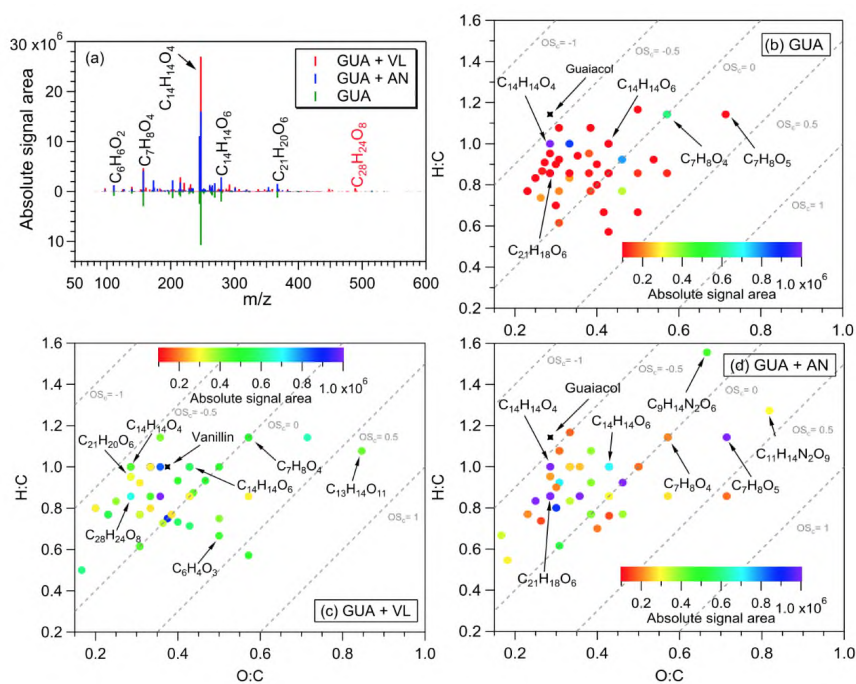 (a)
30 x10⁶
20
10
0
10
Absolute signal area
50 100 200 300 400 500 600
m/z
C₆H₆O₂
C₇H₈O₄
C₁₄H₁₄O₄
C₁₄H₁₄O₆
C₂₁H₂₀O₆
C₂₈H₂₄O₈
GUA + VL
GUA + AN
GUA
(b) GUA
1.6
1.4
1.2
1.0
0.8
0.6
0.4
0.2
H:C
OSc= -1
OSc= -0.5
OSc= 0
OSc= 0.5
OSc= 1
C₁₄H₁₄O₄
Guaiacol
C₁₄H₁₄O₆
C₇H₈O₄
C₇H₈O₅
C₂₁H₁₈O₆
0.2 0.4 0.6 0.8 1.0 x10⁶
Absolute signal area
0.2 0.4 0.6 0.8 1.0
1.6
1.4
1.2
1.0
0.8
0.6
0.4
0.2
H:C
0.2 0.4 0.6 0.8 1.0 x10⁶
Absolute signal area
OSc= -1
OSc= -0.5
OSc= 0
OSc= 0.5
OSc= 1
C₁₄H₁₄O₄
C₂₁H₂₀O₆
Vanillin
C₇H₈O₄
C₁₄H₁₄O₆
C₁₃H₁₄O₁₁
C₂₈H₂₄O₈
C₆H₄O₃
(c) GUA + VL
0.2 0.4 0.6 0.8 1.0
O:C
1.6
1.4
1.2
1.0
0.8
0.6
0.4
0.2
H:C
(d) GUA + AN
OSc= -1
OSc= -0.5
OSc= 0
OSc= 0.5
OSc= 1
Guaiacol
C₁₄H₁₄O₄
C₉H₁₄N₂O₆
C₁₄H₁₄O₆
C₁₁H₁₄N₂O₉
C₇H₈O₄
C₇H₈O₅
C₂₁H₁₈O₆
0.2 0.4 0.6 0.8 1.0 x10⁶
Absolute signal area
0.2 0.4 0.6 0.8 1.0
O:C